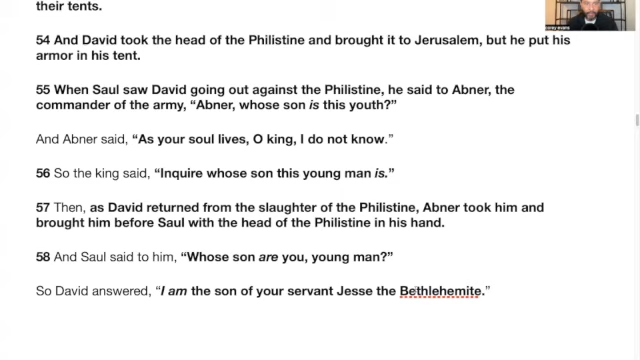 their tents.
54 And David took the head of the Philistine and brought it to Jerusalem, but he put his
armor in his tent.
55 When Saul saw David going out against the Philistine, he said to Abner, the
commander of the army, “Abner, whose son is this youth?”
And Abner said, “As your soul lives, O king, I do not know.”
56 So the king said, “Inquire whose son this young man is.”
57 Then, as David returned from the slaughter of the Philistine, Abner took him and
brought him before Saul with the head of the Philistine in his hand.
58 And Saul said to him, “Whose son are you, young man?”
So David answered, “I am the son of your servant Jesse the Bethlehemite.”